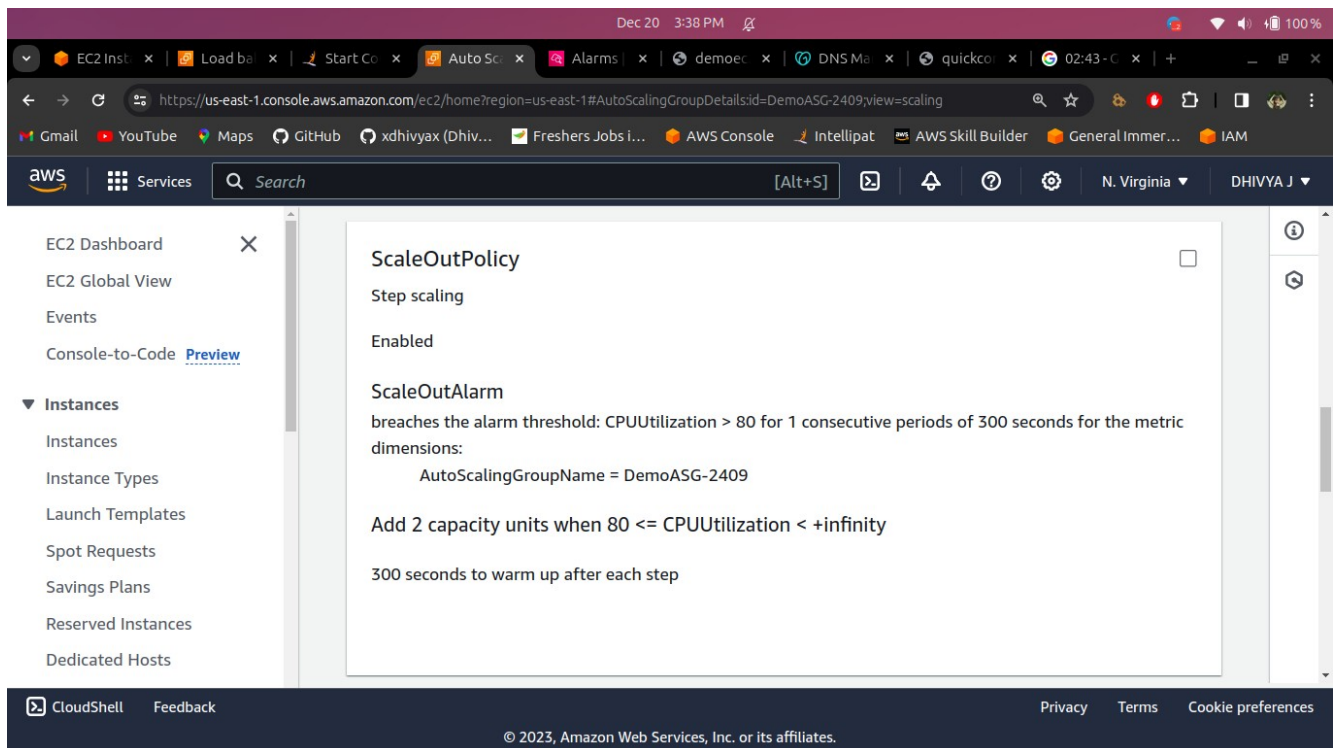 Dec 20 3:38 PM 100 %
EC2 Inst Load bal Start Co Auto Sca Alarms demoec DNS Ma quickcor 02:43 - C
https://us-east-1.console.aws.amazon.com/ec2/home?region=us-east-1#AutoScalingGroupDetails:id=DemoASG-2409;view=scaling
Gmail YouTube Maps GitHub xdhivyax (Dhiv... Freshers Jobs i... AWS Console Intellipat AWS Skill Builder General Immer... IAM
aws Services Search [Alt+S] N. Virginia DHIVYA J
EC2 Dashboard
EC2 Global View
Events
Console-to-Code Preview
Instances
Instances
Instance Types
Launch Templates
Spot Requests
Savings Plans
Reserved Instances
Dedicated Hosts
ScaleOutPolicy
Step scaling
Enabled
ScaleOutAlarm
breaches the alarm threshold: CPUUtilization > 80 for 1 consecutive periods of 300 seconds for the metric
dimensions:
AutoScalingGroupName = DemoASG-2409
Add 2 capacity units when 80 <= CPUUtilization < +infinity
300 seconds to warm up after each step
CloudShell Feedback Privacy Terms Cookie preferences
© 2023, Amazon Web Services, Inc. or its affiliates.